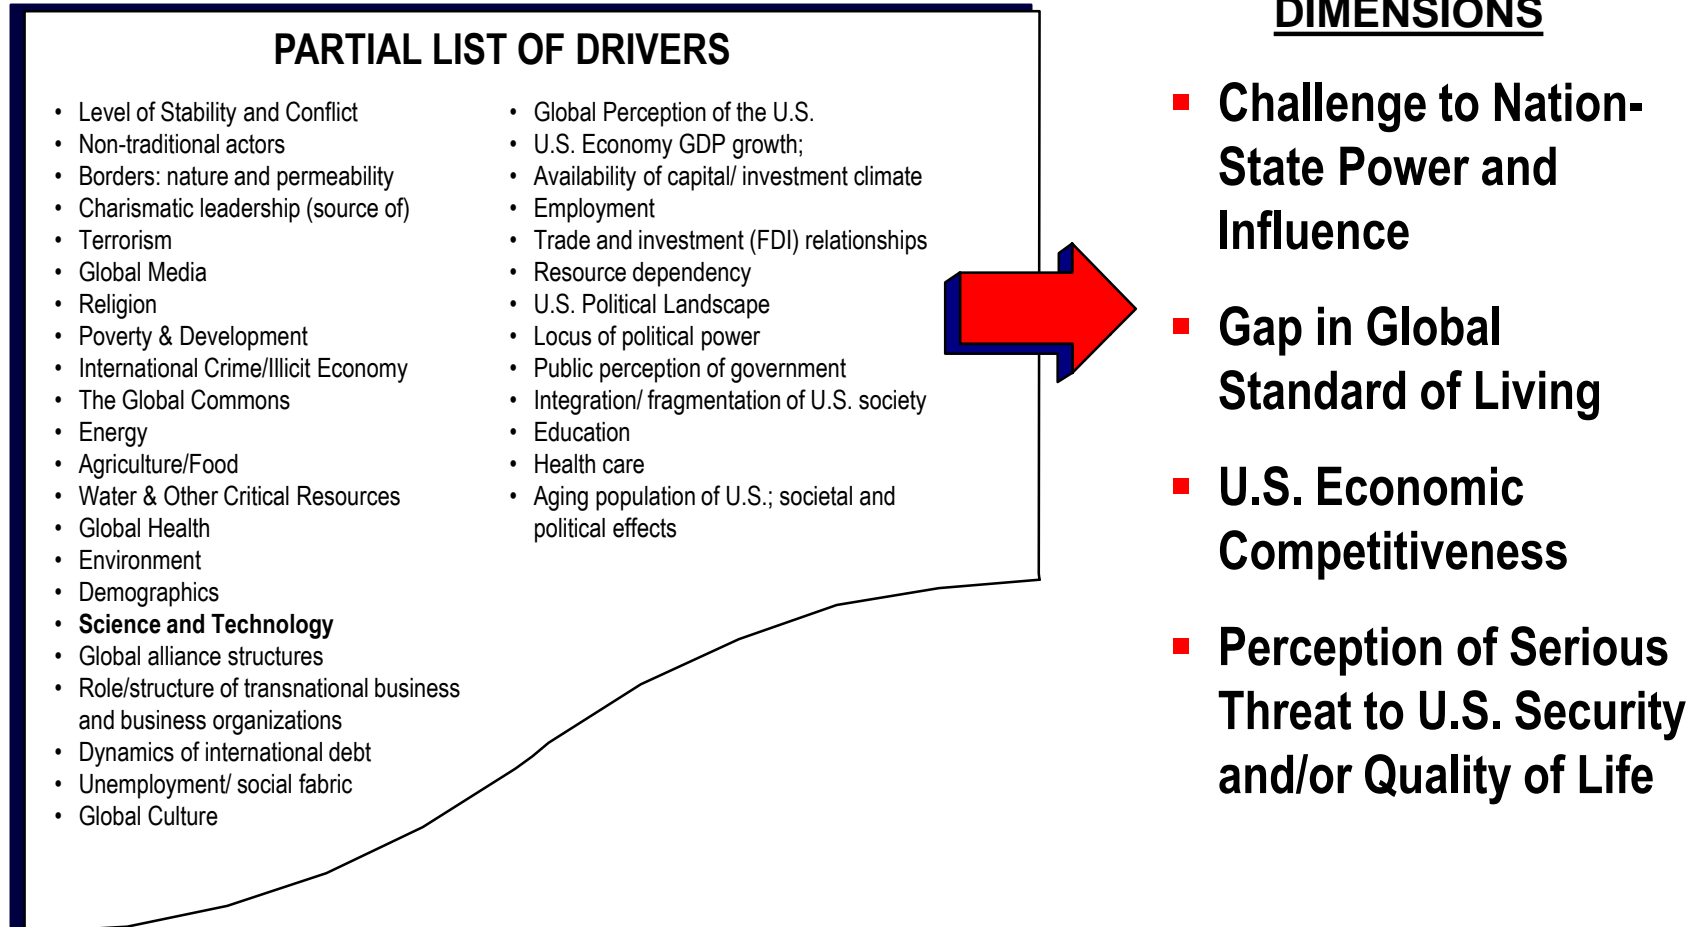 PARTIAL LIST OF DRIVERS
• Level of Stability and Conflict
• Non-traditional actors
• Borders: nature and permeability
• Charismatic leadership (source of)
• Terrorism
• Global Media
• Religion
• Poverty & Development
• International Crime/Illicit Economy
• The Global Commons
• Energy
• Agriculture/Food
• Water & Other Critical Resources
• Global Health
• Environment
• Demographics
• Science and Technology
• Global alliance structures
• Role/structure of transnational business
and business organizations
• Dynamics of international debt
• Unemployment/ social fabric
• Global Culture
• Global Perception of the U.S.
• U.S. Economy GDP growth;
• Availability of capital/ investment climate
• Employment
• Trade and investment (FDI) relationships
• Resource dependency
• U.S. Political Landscape
• Locus of political power
• Public perception of government
• Integration/ fragmentation of U.S. society
• Education
• Health care
• Aging population of U.S.; societal and
political effects
DIMENSIONS
▪ Challenge to Nation-
State Power and
Influence
▪ Gap in Global
Standard of Living
▪ U.S. Economic
Competitiveness
▪ Perception of Serious
Threat to U.S. Security
and/or Quality of Life